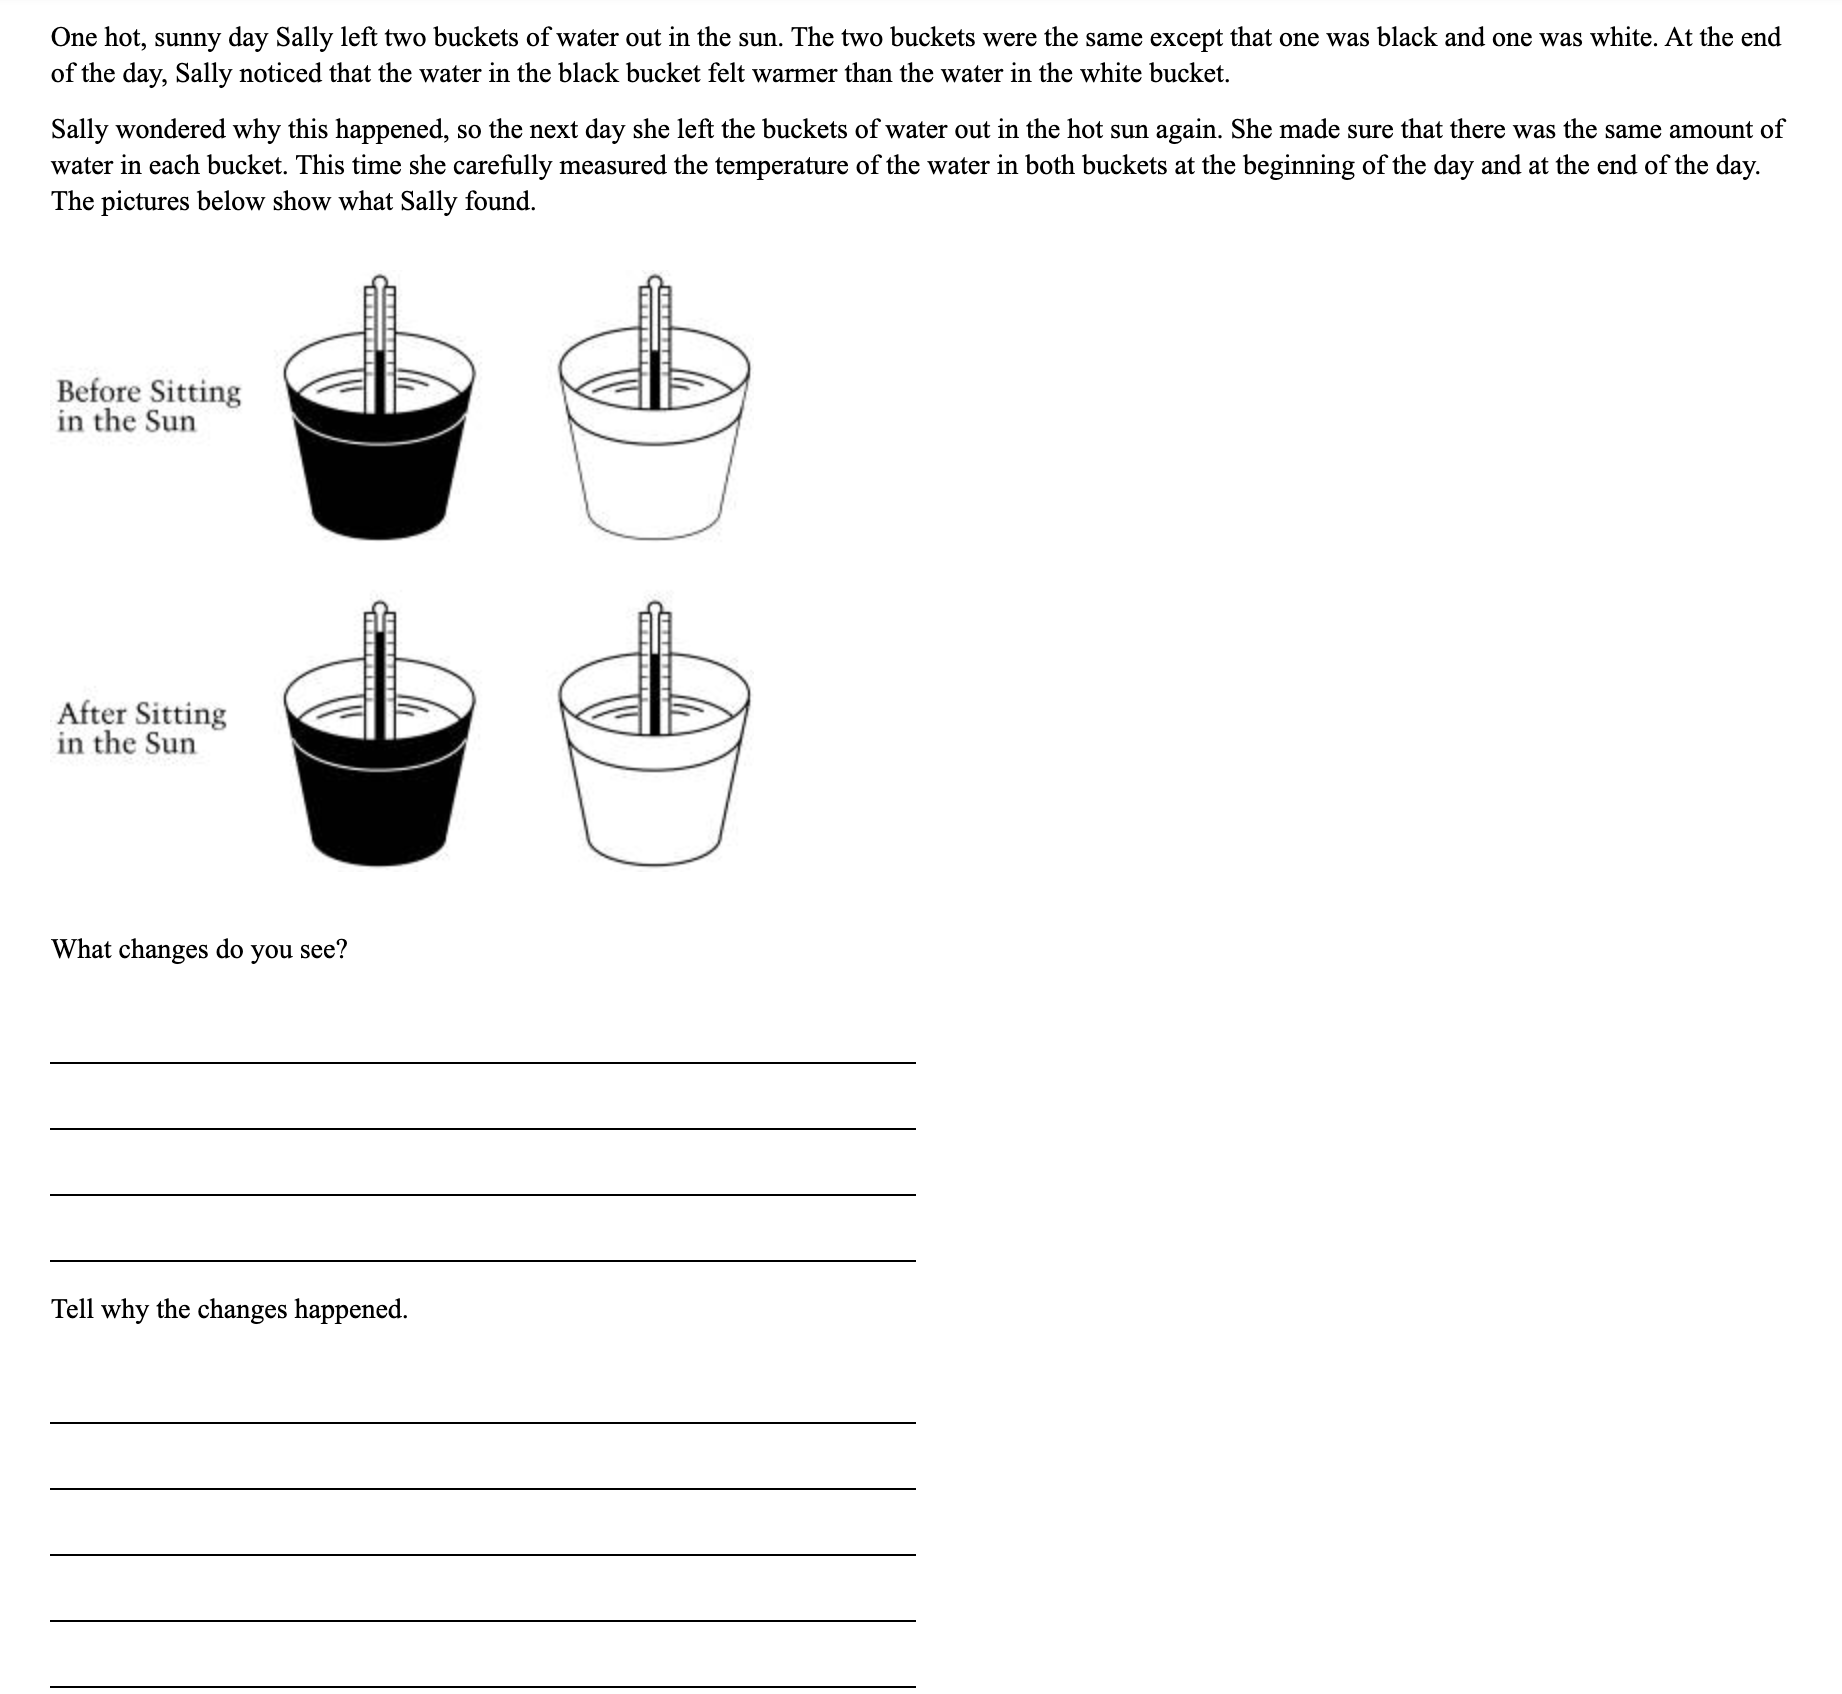 One hot, sunny day Sally left two buckets of water out in the sun. The two buckets were the same except that one was black and one was white. At the end
of the day, Sally noticed that the water in the black bucket felt warmer than the water in the white bucket.
Sally wondered why this happened, so the next day she left the buckets of water out in the hot sun again. She made sure that there was the same amount of
water in each bucket. This time she carefully measured the temperature of the water in both buckets at the beginning of the day and at the end of the day.
The pictures below show what Sally found.
Before Sitting
in the Sun
After Sitting
in the Sun
What changes do you see?
Tell why the changes happened.